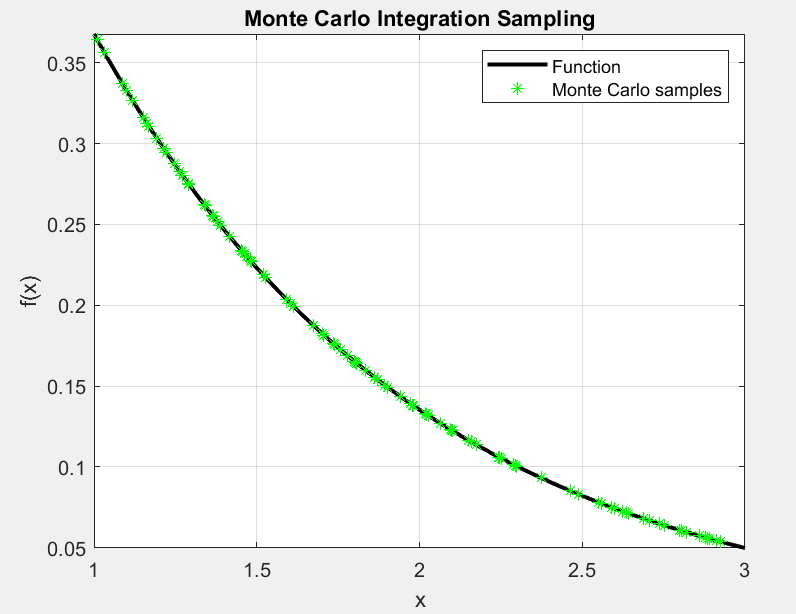 Monte Carlo Integration Sampling
Function
Monte Carlo samples
0.35
0.3
0.25
0.2
0.15
0.1
0.05
f(x)
1
1.5
2
2.5
3
x